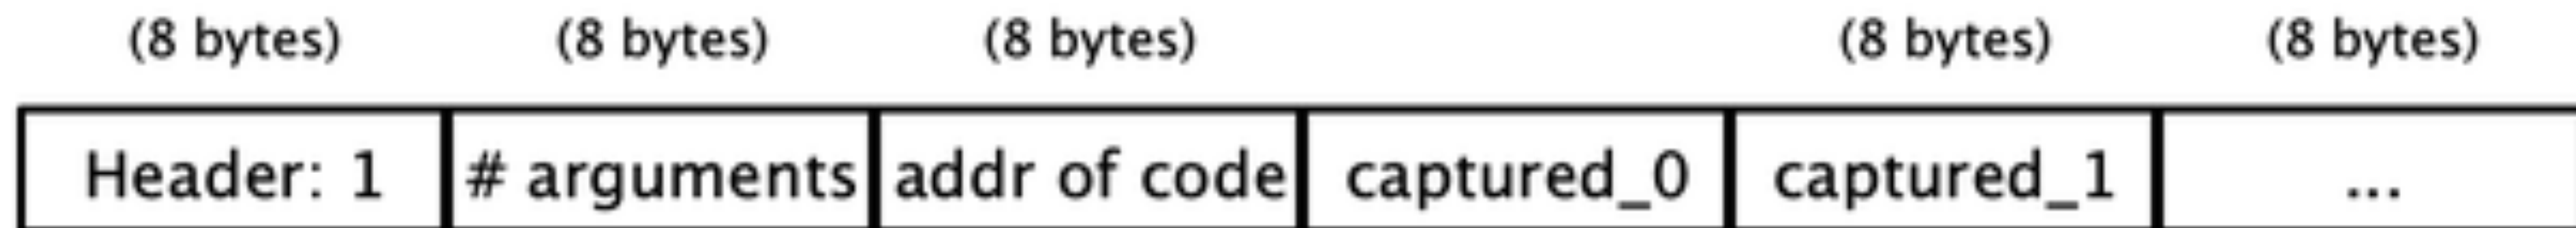 (8 bytes) (8 bytes) (8 bytes) (8 bytes) (8 bytes)
Header: 1 # arguments addr of code captured_0 captured_1 ...